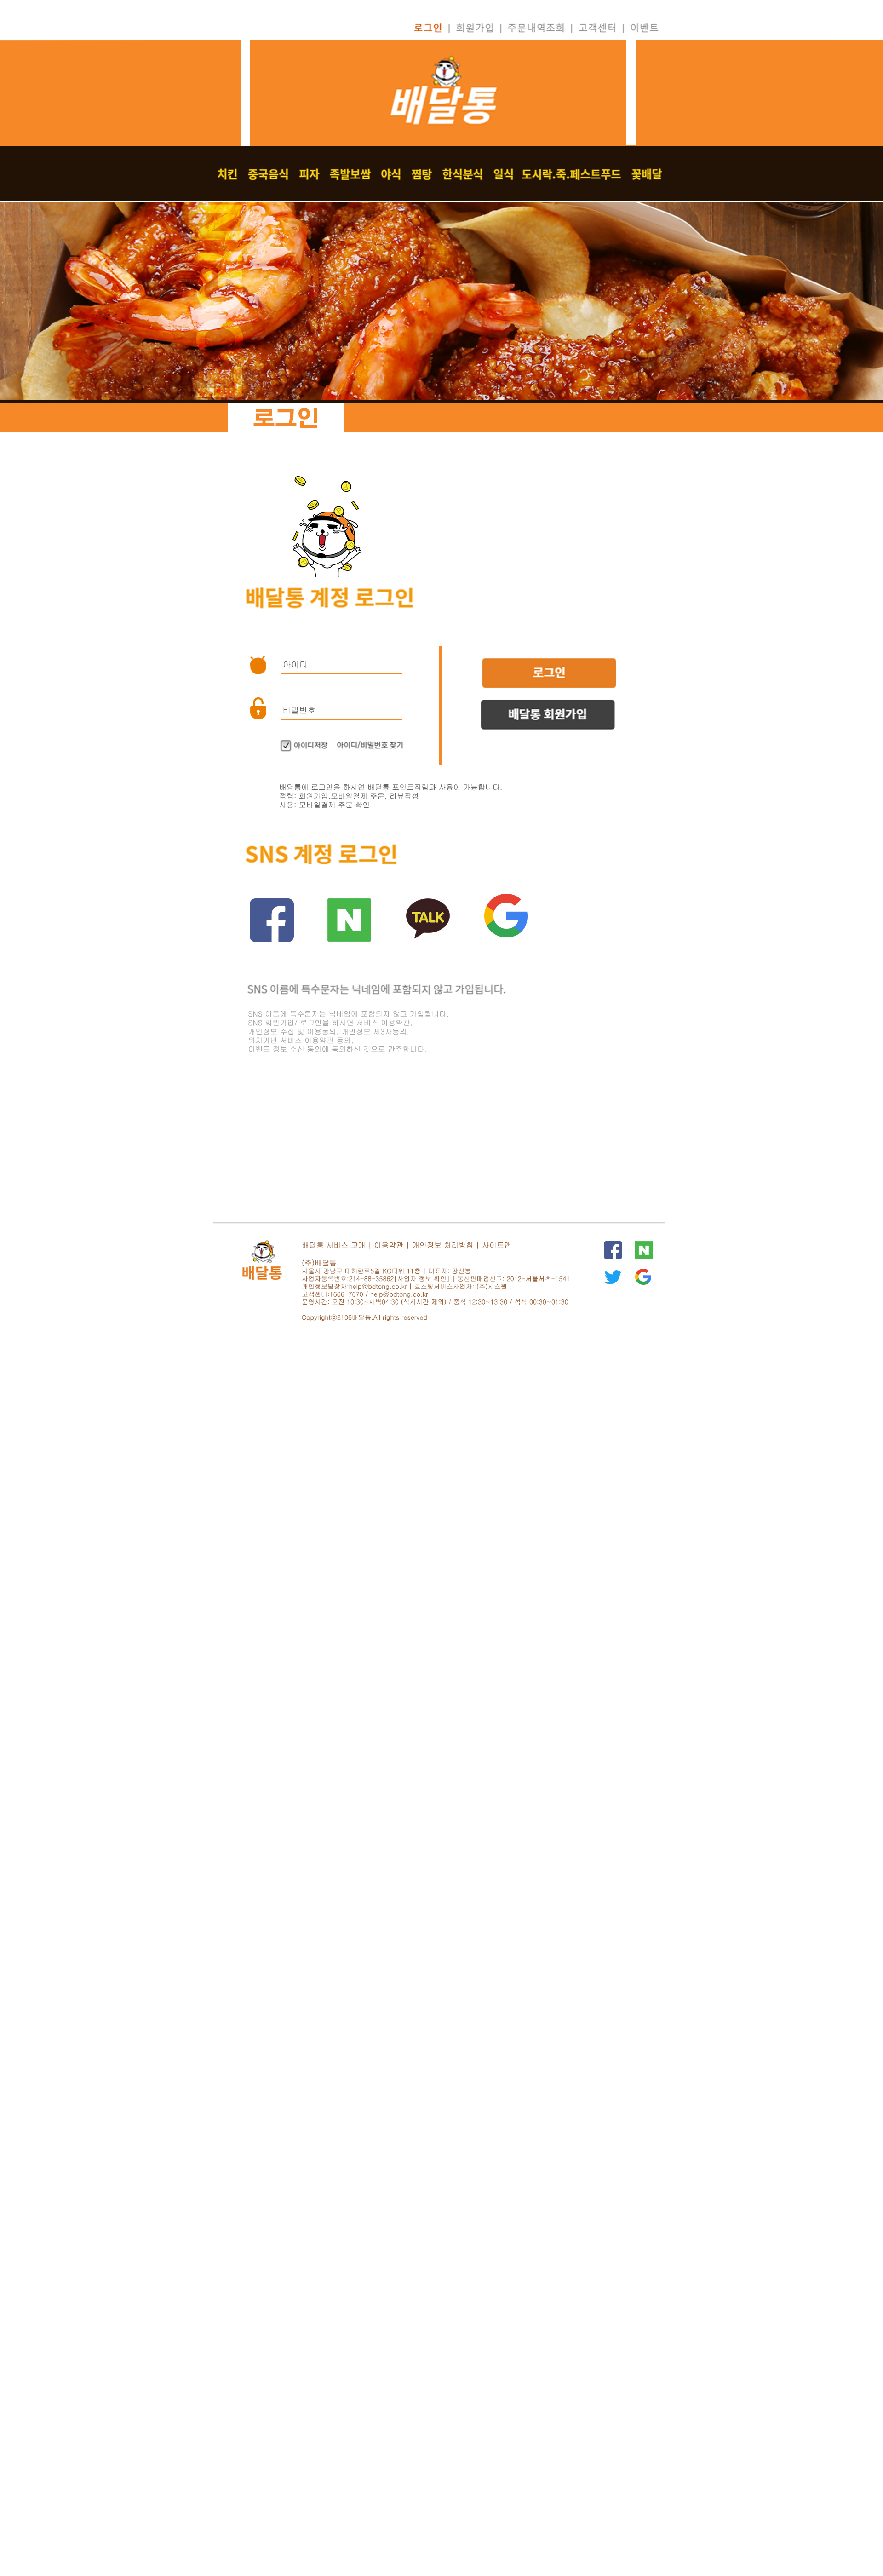 로그인 | 회원가입 | 주문내역조회 | 고객센터 | 이벤트
배달통
치킨 중국음식 피자 족발보쌈 야식 찜탕 한식분식 일식 도시락.죽.페스트푸드 꽃배달
로그인
배달통 계정 로그인
아이디
로그인
비밀번호
배달통 회원가입
아이디저장 아이디/비밀번호 찾기
배달통에 로그인을 하시면 배달통 포인트적립과 사용이 가능합니다.
적립: 회원가입,모바일결제 주문, 리뷰작성
사용: 모바일결제 주문 확인
SNS 계정 로그인
N
TALK
SNS 이름에 특수문자는 닉네임에 포함되지 않고 가입됩니다.
SNS 이름에 특수문자는 닉네임에 포함되지 않고 가입됩니다.
SNS 회원가입/ 로그인을 하시면 서비스 이용약관,
개인정보 수집 및 이용동의, 개인정보 제3자동의,
위치기반 서비스 이용약관 동의,
이벤트 정보 수신 동의에 동의하신 것으로 간주합니다.
배달통 서비스 고개 | 이용약관 | 개인정보 처리방침 | 사이트맵
배달통
(주)배달통
서울시 강남구 테헤란로5길 KG타워 11층 | 대표자: 김신봉
사업자등록번호:214-88-35862[사업자 정보 확인] | 통신판매업신고: 2012-서울서초-1541
개인정보담당자:help@bdtong.co.kr | 호스팅서비스사업자: (주)시스원
고객센터:1666-7670 / help@bdtong.co.kr
운영시간: 오전 10:30~새벽04:30 (식사시간 제외) / 중식 12:30~13:30 / 석식 00:30~01:30
Copyrightⓒ2106배달통.All rights reserved
N